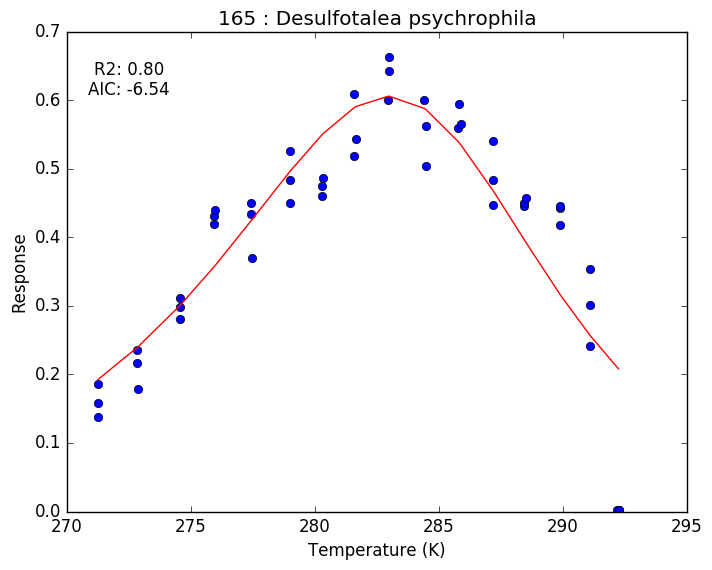 165 : Desulfotalea psychrophila
R2: 0.80
AIC: -6.54
0.7
0.6
0.5
0.4
0.3
0.2
0.1
0.0
Response
270 275 280 285 290 295
Temperature (K)